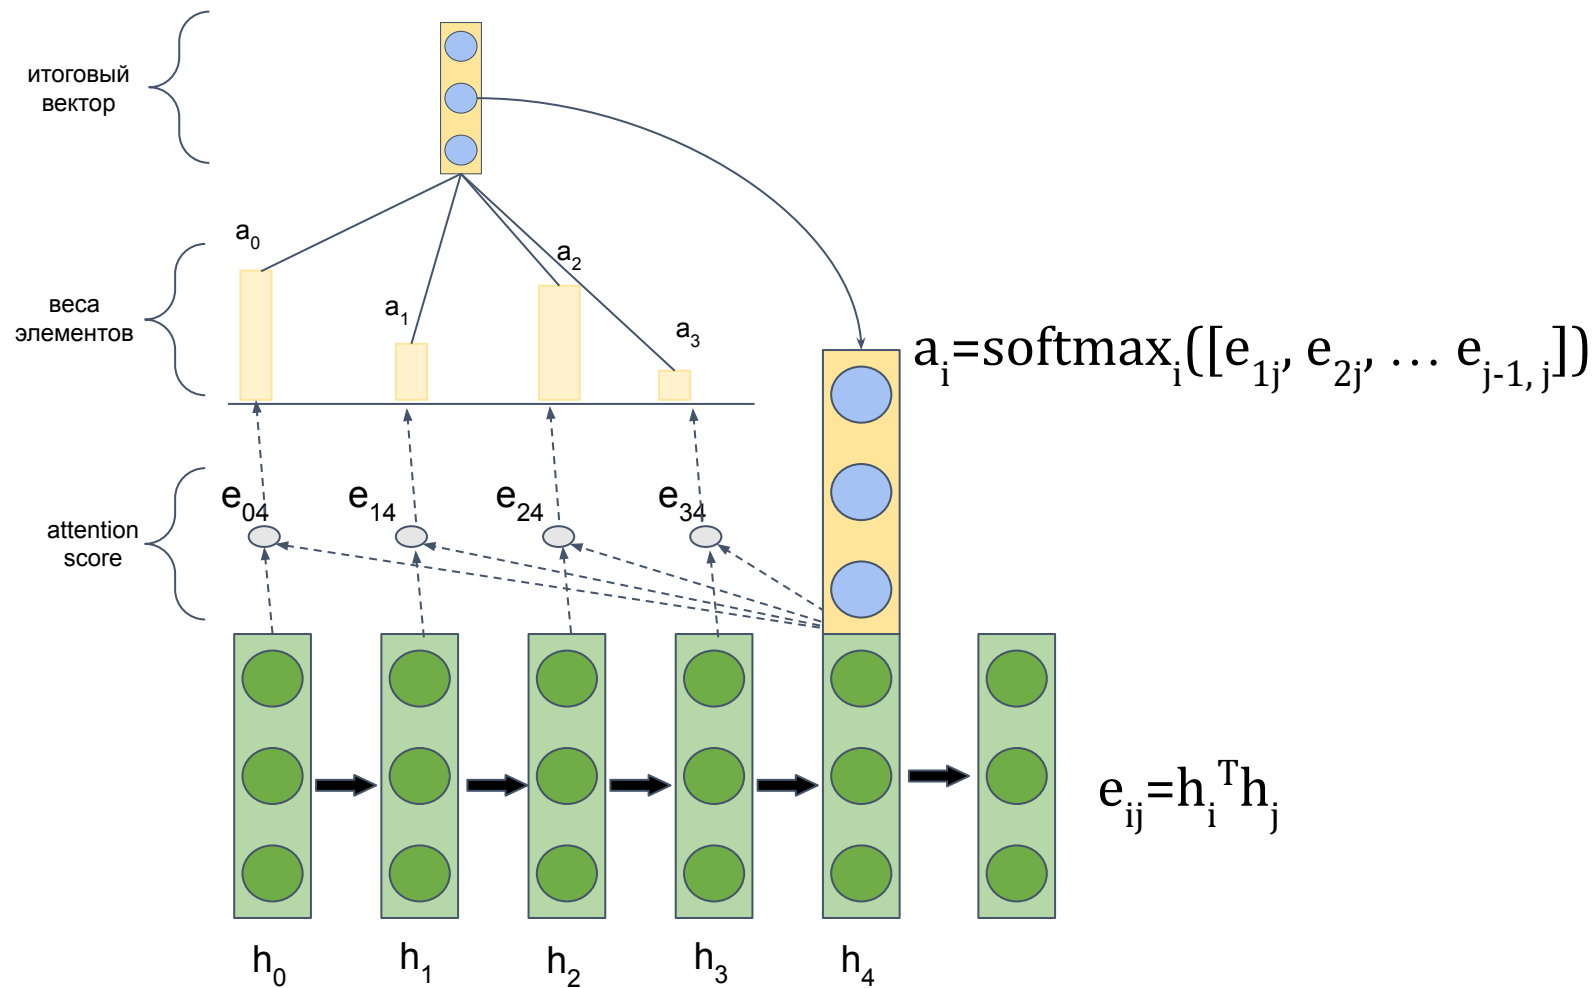 итоговый
вектор
a₀
a₂
a₁
a₃
веса
элементов
aᵢ=softmaxᵢ([e₁ⱼ, e₂ⱼ, … eⱼ₋₁, ⱼ])
e₀₄
e₁₄
e₂₄
e₃₄
attention
score
eᵢⱼ=hᵢᵀhⱼ
h₀
h₁
h₂
h₃
h₄